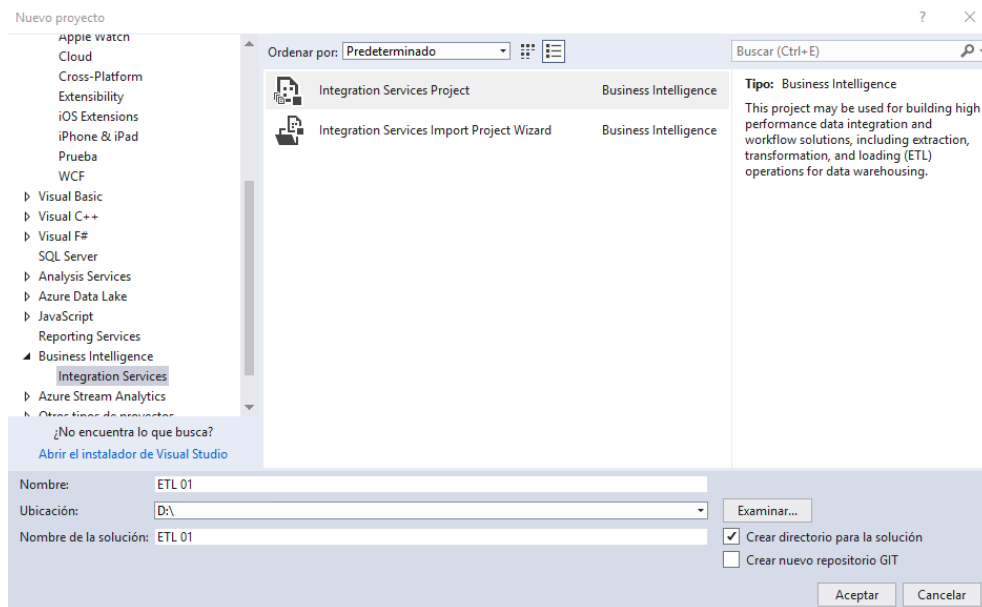 Nuevo proyecto
?
Apple Watch
Cloud
Cross-Platform
Extensibility
iOS Extensions
iPhone & iPad
Prueba
WCF
Visual Basic
Visual C++
Visual F#
SQL Server
Analysis Services
Azure Data Lake
JavaScript
Reporting Services
Business Intelligence
Integration Services
Azure Stream Analytics
Otros tipos de proyectos
¿No encuentra lo que busca?
Abrir el instalador de Visual Studio
Ordenar por: Predeterminado
Integration Services Project Business Intelligence
Integration Services Import Project Wizard Business Intelligence
Buscar (Ctrl+E)
Tipo: Business Intelligence
This project may be used for building high
performance data integration and
workflow solutions, including extraction,
transformation, and loading (ETL)
operations for data warehousing.
Nombre: ETL 01
Ubicación: D:\ Examinar...
Nombre de la solución: ETL 01
Crear directorio para la solución
Crear nuevo repositorio GIT
Aceptar Cancelar